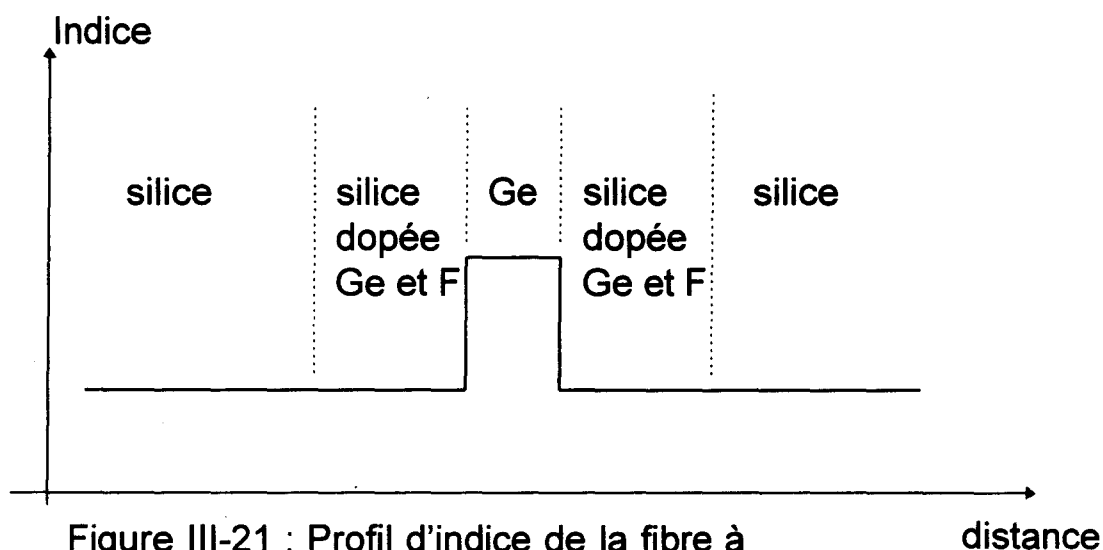 Indice
silice
silice
dopée
Ge et F
Ge
silice
dopée
Ge et F
silice
distance
Figure III-21 : Profil d'indice de la fibre à